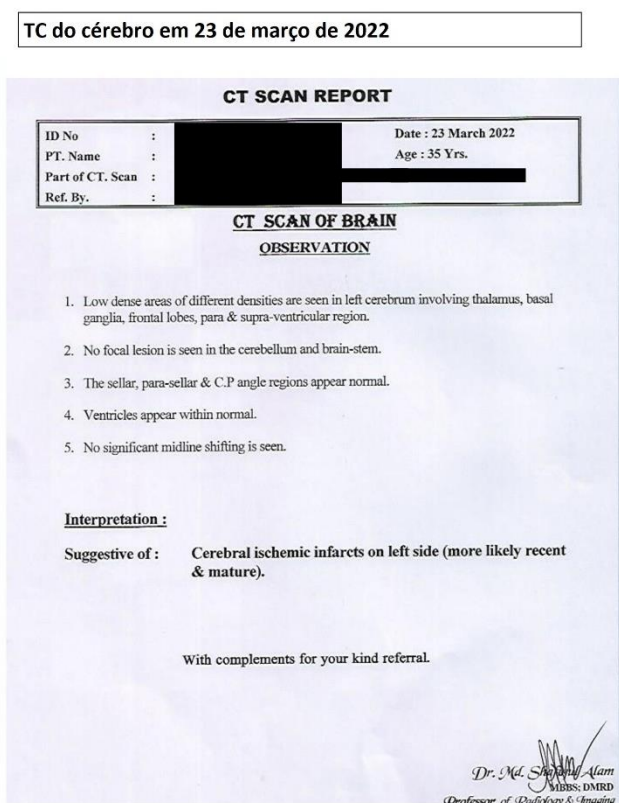 TC do cérebro em 23 de março de 2022
CT SCAN REPORT
ID No : Date : 23 March 2022
PT. Name : Age : 35 Yrs.
Part of CT. Scan :
Ref. By. :
CT SCAN OF BRAIN
OBSERVATION
1. Low dense areas of different densities are seen in left cerebrum involving thalamus, basal
ganglia, frontal lobes, para & supra-ventricular region.
2. No focal lesion is seen in the cerebellum and brain-stem.
3. The sellar, para-sellar & C.P angle regions appear normal.
4. Ventricles appear within normal.
5. No significant midline shifting is seen.
Interpretation :
Suggestive of : Cerebral ischemic infarcts on left side (more likely recent
& mature).
With complements for your kind referral.
Dr. Md. Alam
MBBS; DMRD
Professor of Radiology & Imaging